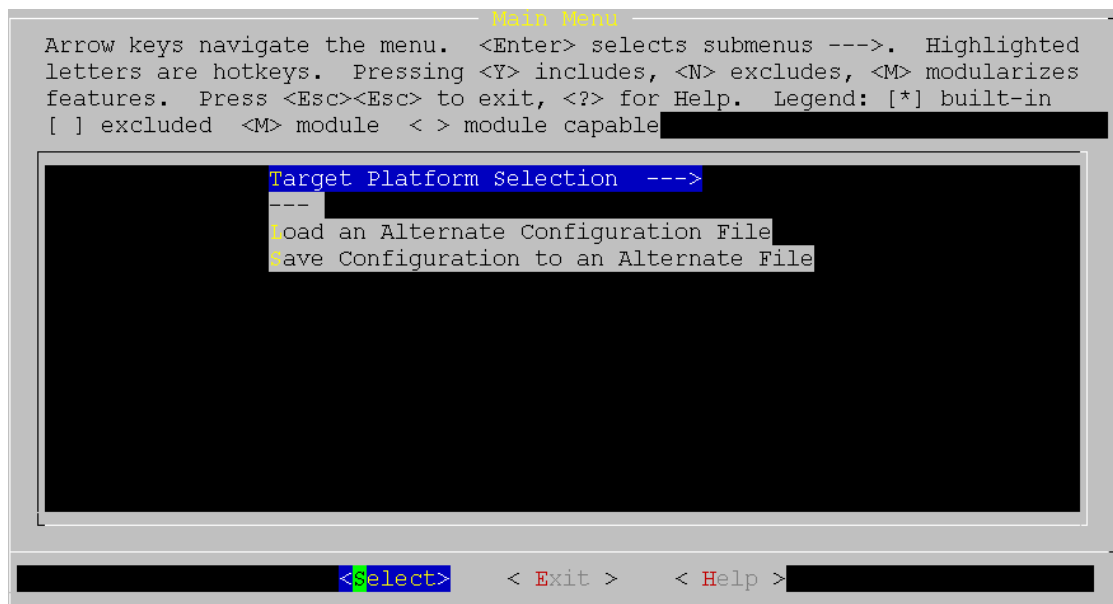 Main Menu
Arrow keys navigate the menu.  <Enter> selects submenus --->.  Highlighted
letters are hotkeys.  Pressing <Y> includes, <N> excludes, <M> modularizes
features.  Press <Esc><Esc> to exit, <?> for Help.  Legend: [*] built-in
[ ] excluded  <M> module  < > module capable
Target Platform Selection  --->
---
Load an Alternate Configuration File
Save Configuration to an Alternate File
<Select>    < Exit >    < Help >